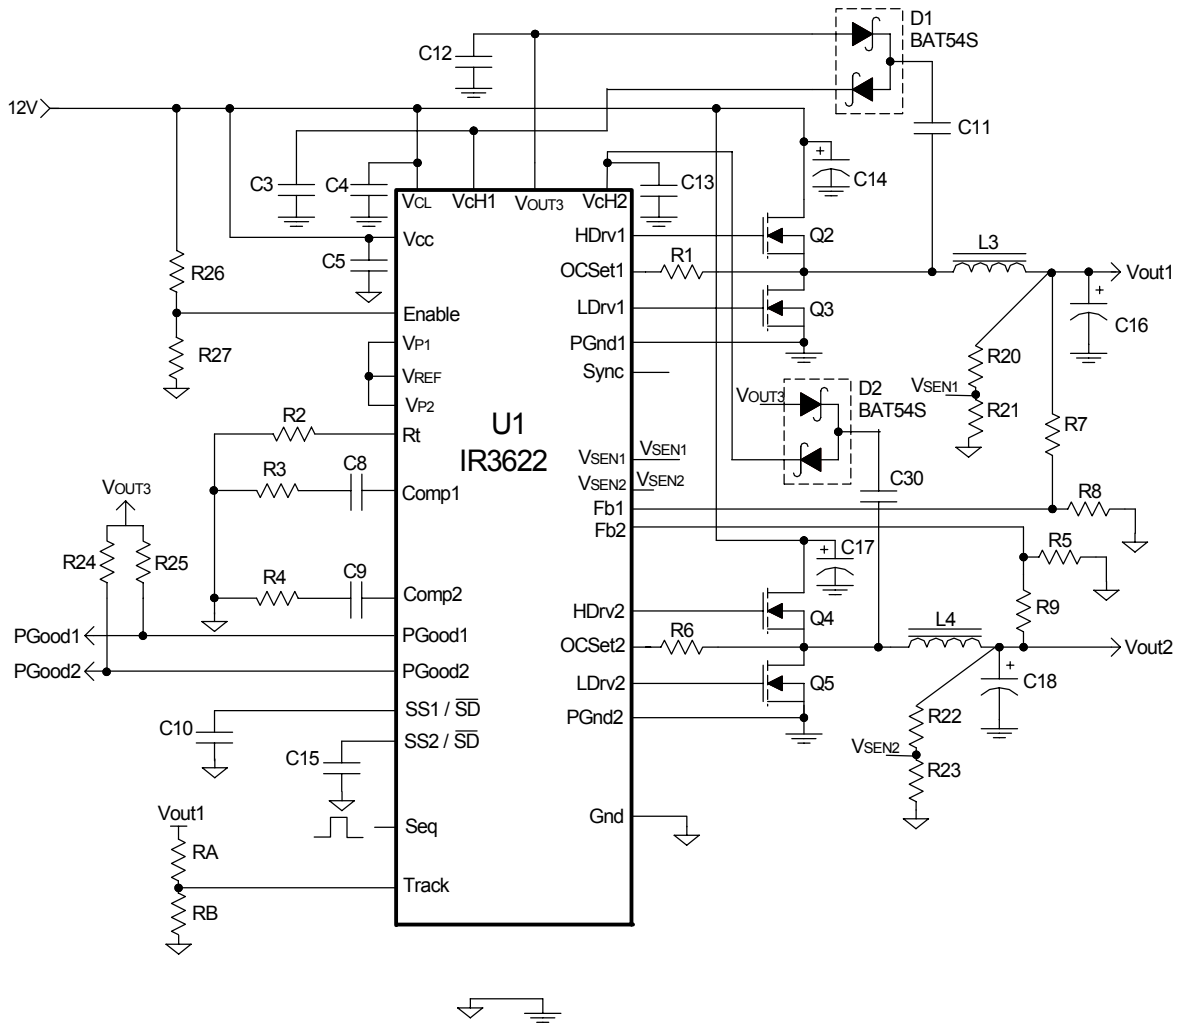 D1
BAT54S
C12
12V
C11
C3
C4
C13
C14
VCL
VcH1
VOUT3
VcH2
HDrv1
Q2
Vcc
R1
L3
OCSet1
Vout1
C5
R26
LDrv1
Q3
C16
Enable
PGnd1
R27
VP1
R20
Sync
VREF
D2
BAT54S
VSEN1
VOUT3
R21
VP2
R2
R7
U1
IR3622
Rt
VSEN1
VSEN1
R3
C8
C30
VSEN2
VSEN2
R8
VOUT3
Comp1
Fb1
Fb2
R24
R25
C17
R5
R4
C9
Comp2
HDrv2
Q4
R9
L4
PGood1
PGood1
R6
OCSet2
Vout2
PGood2
PGood2
LDrv2
Q5
C18
SS1 / SD
PGnd2
R22
C10
SS2 / SD
VSEN2
C15
R23
Vout1
Seq
Gnd
RA
Track
RB